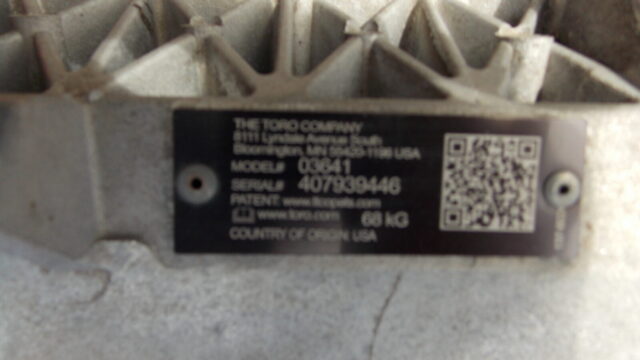 THE TORO COMPANY
8111 Lyndale Avenue South
Bloomington, MN 55420-1196 USA
MODEL# 03641
SERIAL# 407939446
PATENT: www.ttcopats.com
www.toro.com 68 kG
COUNTRY OF ORIGIN: USA